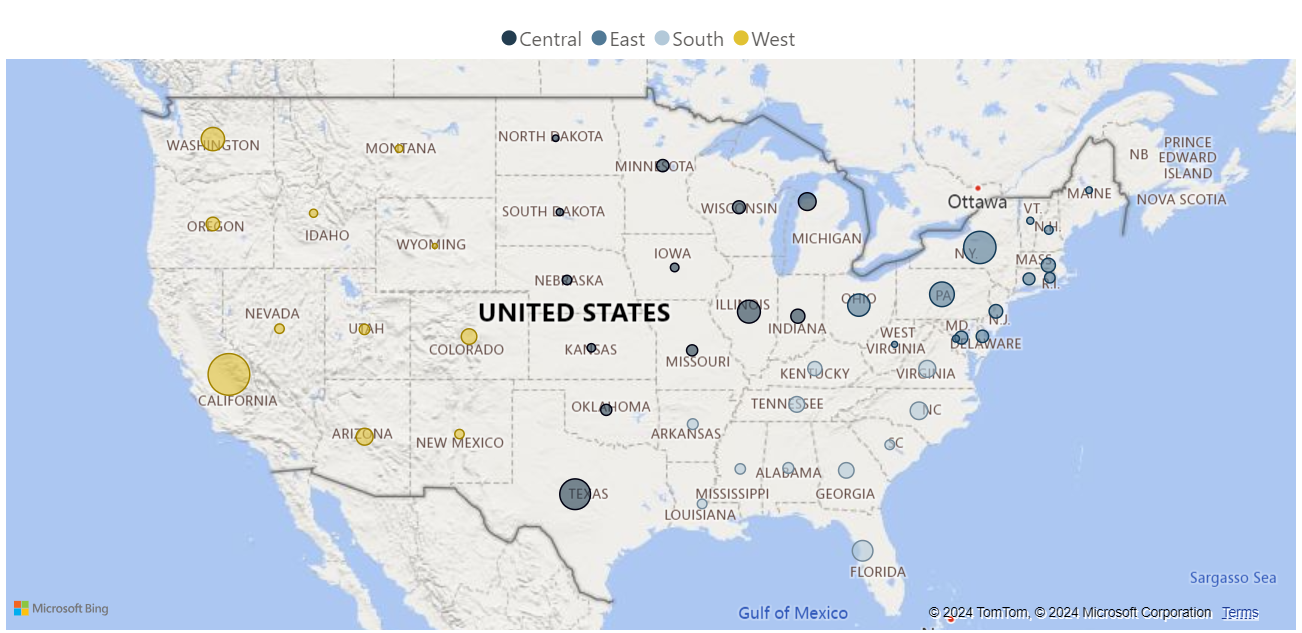 Central East South West
WASHINGTON
MONTANA
NORTH DAKOTA
MINNESOTA
NB
PRINCE
EDWARD
ISLAND
OREGON
IDAHO
SOUTH DAKOTA
WISCONSIN
Ottawa
MAINE
NOVA SCOTIA
VT.
N.H.
WYOMING
IOWA
MICHIGAN
N.Y.
MASS
R.I.
NEBRASKA
NEVADA
UTAH
UNITED STATES
ILLINOIS
INDIANA
OHIO
PA
N.J.
COLORADO
KANSAS
MISSOURI
WEST
VIRGINIA
MD
DELAWARE
KENTUCKY
VIRGINIA
CALIFORNIA
OKLAHOMA
TENNESSEE
NC
ARIZONA
NEW MEXICO
ARKANSAS
SC
ALABAMA
TEXAS
MISSISSIPPI
GEORGIA
LOUISIANA
FLORIDA
Sargasso Sea
Microsoft Bing
Gulf of Mexico
© 2024 TomTom, © 2024 Microsoft Corporation Terms